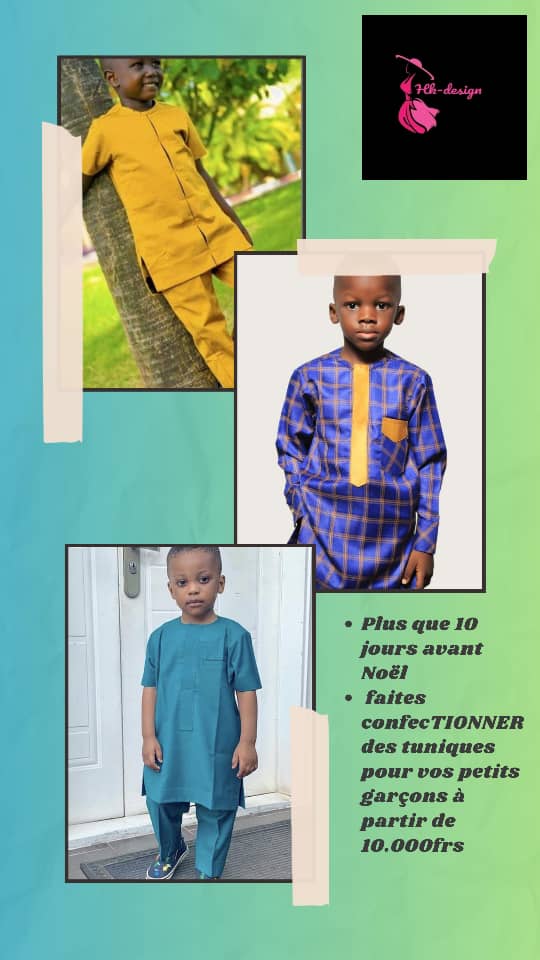 Hk-design
Plus que 10
jours avant
Noël
faites
confecTIONNER
des tuniques
pour vos petits
garçons à
partir de
10.000frs